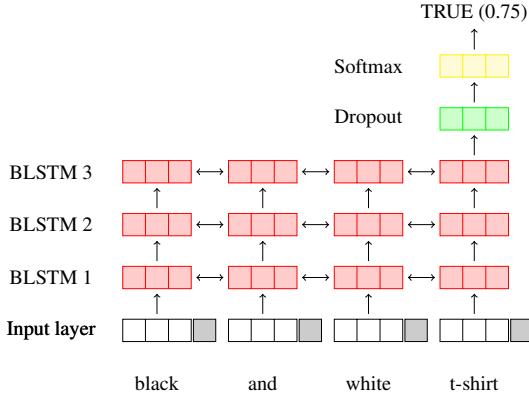 TRUE (0.75)
Softmax
Dropout
BLSTM 3
BLSTM 2
BLSTM 1
Input layer
black and white t-shirt